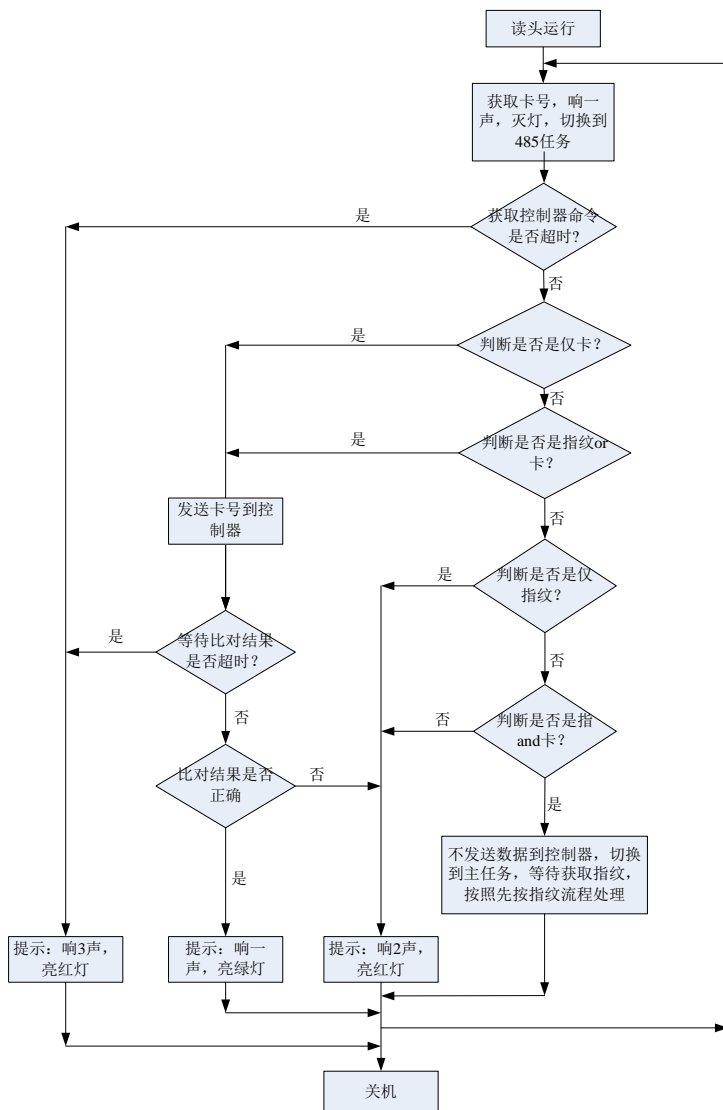 读头运行
获取卡号，响一
声，灭灯，切换到
485任务
获取控制器命令
是否超时?
是
否
判断是否是仅卡？
是
否
判断是否是指纹or
卡？
是
否
发送卡号到控
制器
判断是否是仅
指纹？
是
否
等待比对结果
是否超时？
是
否
判断是否是指
and卡？
否
是
比对结果是否
正确
否
是
不发送数据到控制器，切换
到主任务，等待获取指纹，
按照先按指纹流程处理
提示：响3声，
亮红灯
提示：响一
声，亮绿灯
提示：响2声，
亮红灯
关机